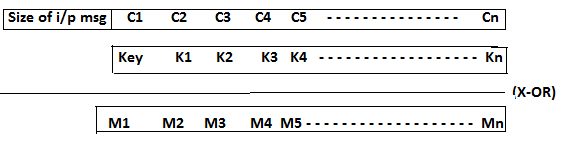 Size of i/p msg C1 C2 C3 C4 C5 - - - - - - - - - - - - - - - - Cn
Key K1 K2 K3 K4 - - - - - - - - - - - - - - - - - - - Kn
(X-OR)
M1 M2 M3 M4 M5 - - - - - - - - - - - - - - - - - - - Mn